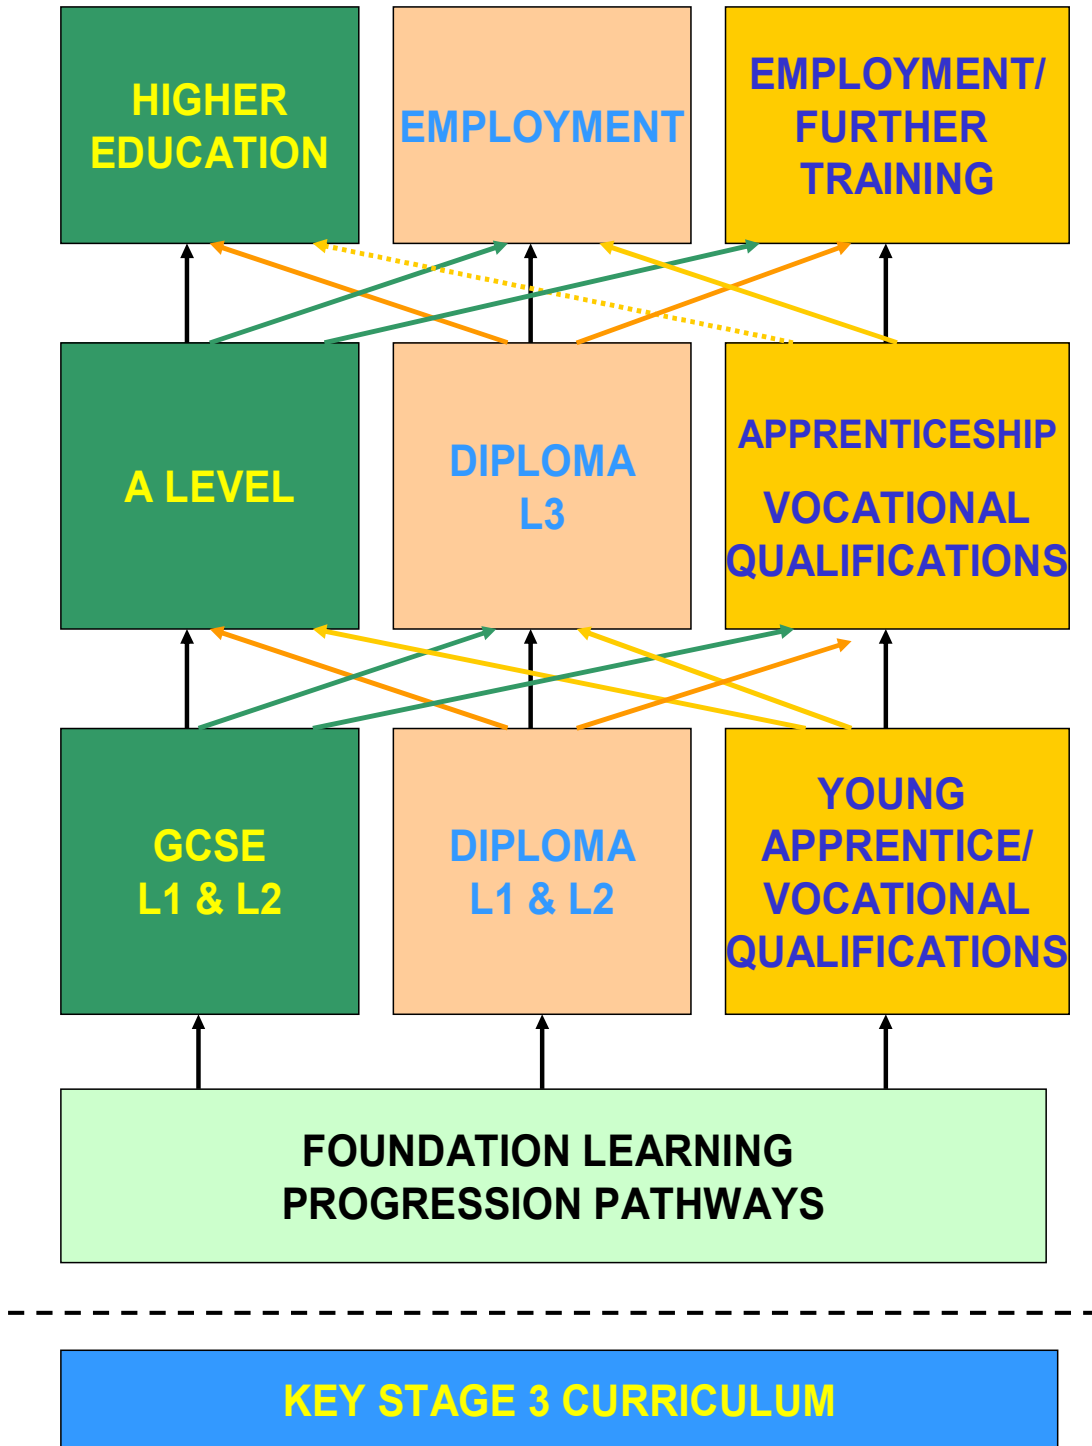 HIGHER
EDUCATION
EMPLOYMENT
EMPLOYMENT/
FURTHER
TRAINING
A LEVEL
DIPLOMA
L3
APPRENTICESHIP
VOCATIONAL
QUALIFICATIONS
GCSE
L1 & L2
DIPLOMA
L1 & L2
YOUNG
APPRENTICE/
VOCATIONAL
QUALIFICATIONS
FOUNDATION LEARNING
PROGRESSION PATHWAYS
KEY STAGE 3 CURRICULUM